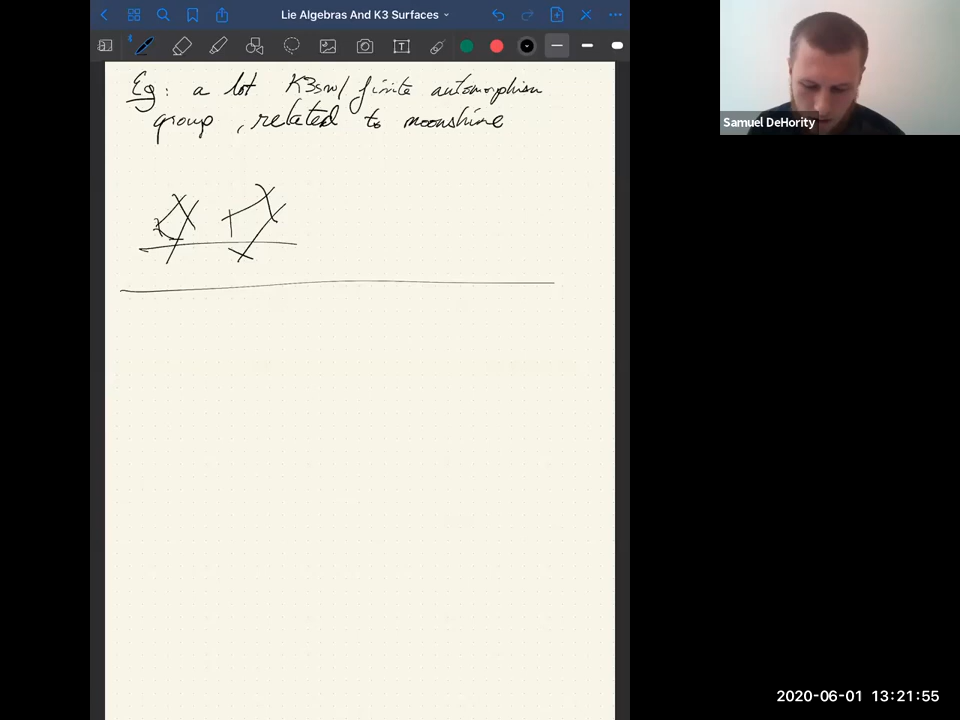 Lie Algebras And K3 Surfaces
Eg: a lot K3s w/ finite automorphism
group, related to moonshine
Samuel DeHority
2020-06-01 13:21:55